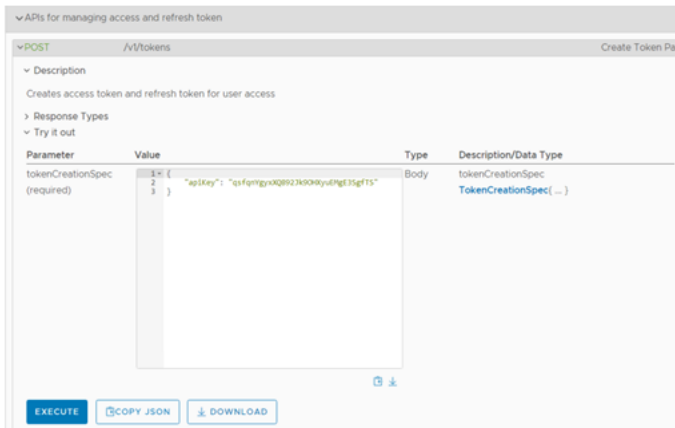 APIs for managing access and refresh token
POST /v1/tokens Create Token Pa
Description
Creates access token and refresh token for user access
Response Types
Try it out
Parameter Value Type Description/Data Type
tokenCreationSpec 1 { Body tokenCreationSpec
(required) 2 "apiKey": TokenCreationSpec{ ... }
3 }
EXECUTE COPY JSON DOWNLOAD